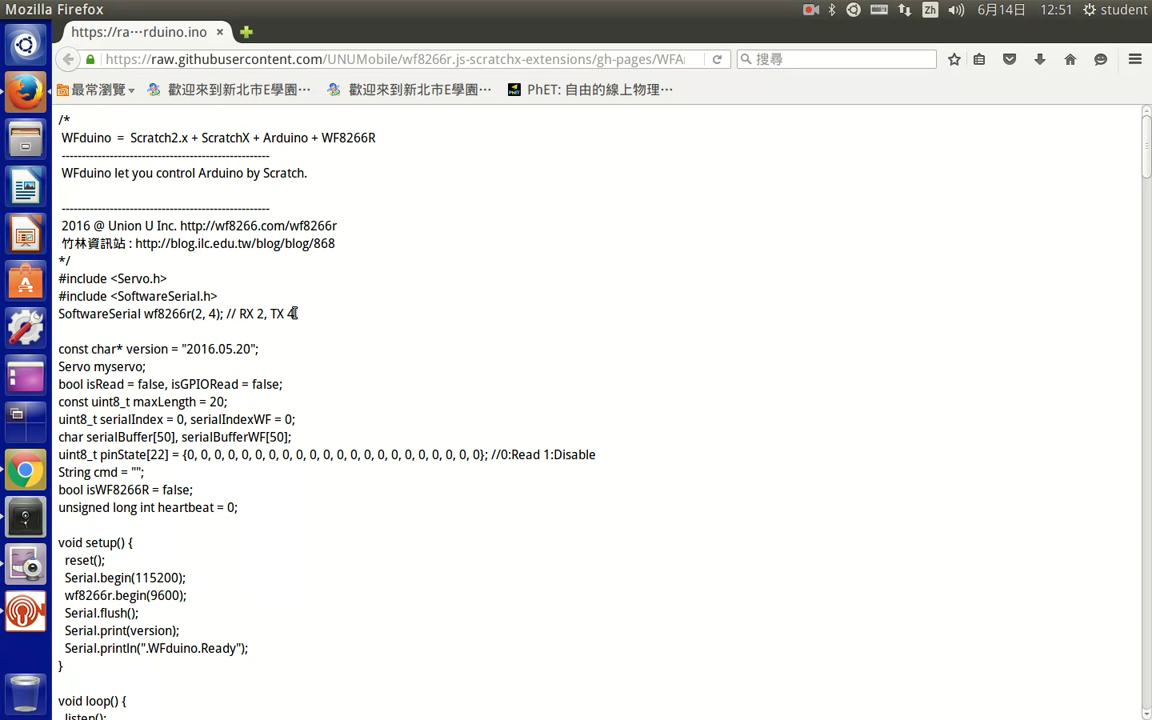 Mozilla Firefox
Zh
6月14日
12:51
student
https://ra…rduino.ino
https://raw.githubusercontent.com/UNUMobile/wf8266r.js-scratchx-extensions/gh-pages/WFA
搜尋
最常瀏覽
歡迎來到新北市E學園…
歡迎來到新北市E學園…
PhET: 自由的線上物理…
/*
WFduino = Scratch2.x + ScratchX + Arduino + WF8266R
---------------------------------------------------
WFduino let you control Arduino by Scratch.
---------------------------------------------------
2016 @ Union U Inc. http://wf8266.com/wf8266r
竹林資訊站 : http://blog.ilc.edu.tw/blog/blog/868
*/
#include <Servo.h>
#include <SoftwareSerial.h>
SoftwareSerial wf8266r(2, 4); // RX 2, TX 4
const char* version = "2016.05.20";
Servo myservo;
bool isRead = false, isGPIORead = false;
const uint8_t maxLength = 20;
uint8_t serialIndex = 0, serialIndexWF = 0;
char serialBuffer[50], serialBufferWF[50];
uint8_t pinState[22] = {0, 0, 0, 0, 0, 0, 0, 0, 0, 0, 0, 0, 0, 0, 0, 0, 0, 0, 0, 0, 0, 0}; //0:Read 1:Disable
String cmd = "";
bool isWF8266R = false;
unsigned long int heartbeat = 0;
void setup() {
reset();
Serial.begin(115200);
wf8266r.begin(9600);
Serial.flush();
Serial.print(version);
Serial.println(".WFduino.Ready");
}
void loop() {
listen();